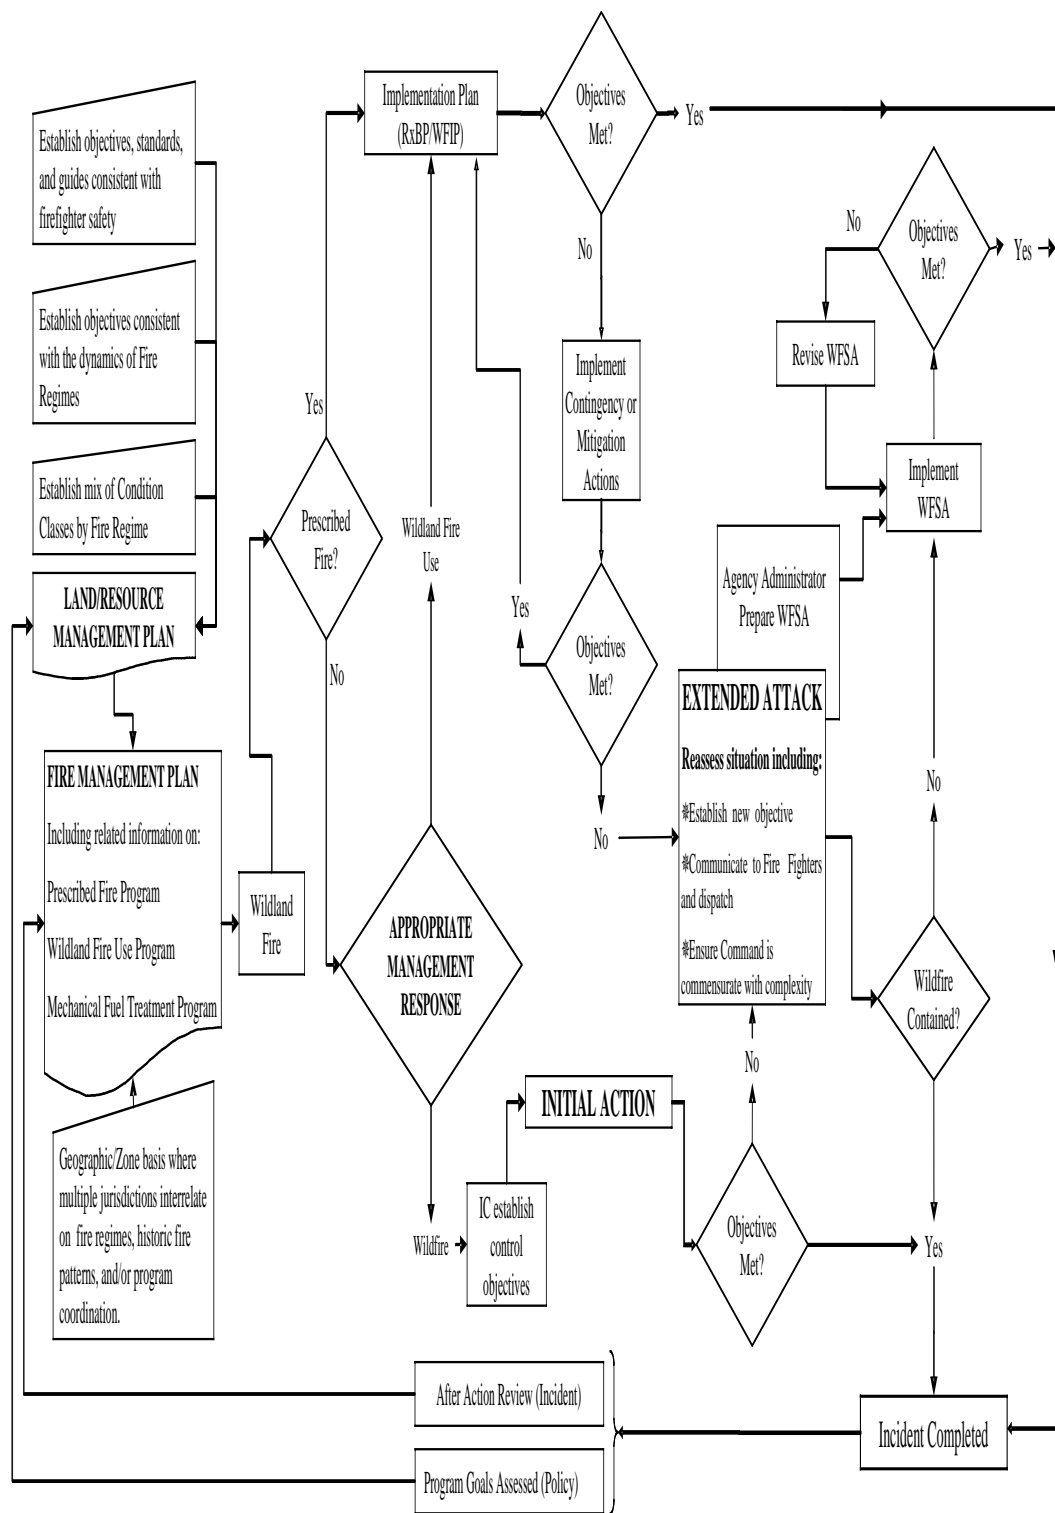 Establish objectives, standards,
and guides consistent with
firefighter safety
Establish objectives consistent
with the dynamics of Fire
Regimes
Establish mix of Condition
Classes by Fire Regime
LAND/RESOURCE
MANAGEMENT PLAN
FIRE MANAGEMENT PLAN
Including related information on:
Prescribed Fire Program
Wildland Fire Use Program
Mechanical Fuel Treatment Program
Geographic/Zone basis where
multiple jurisdictions interrelate
on fire regimes, historic fire
patterns, and/or program
coordination.
Wildland
Fire
Prescribed
Fire?
Yes
No
Implementation Plan
(RxBP/WFIP)
Wildland Fire
Use
APPROPRIATE
MANAGEMENT
RESPONSE
Wildfire
IC establish
control
objectives
INITIAL ACTION
Objectives
Met?
Yes
No
Implement
Contingency or
Mitigation
Actions
Objectives
Met?
Yes
No
EXTENDED ATTACK
Reassess situation including:
*Establish new objective
*Communicate to Fire Fighters
and dispatch
*Ensure Command is
commensurate with complexity
Agency Administrator
Prepare WFSA
No
Objectives
Met?
Yes
Wildfire
Contained?
No
Implement
WFSA
Revise WFSA
No
Objectives
Met?
Yes
Incident Completed
After Action Review (Incident)
Program Goals Assessed (Policy)